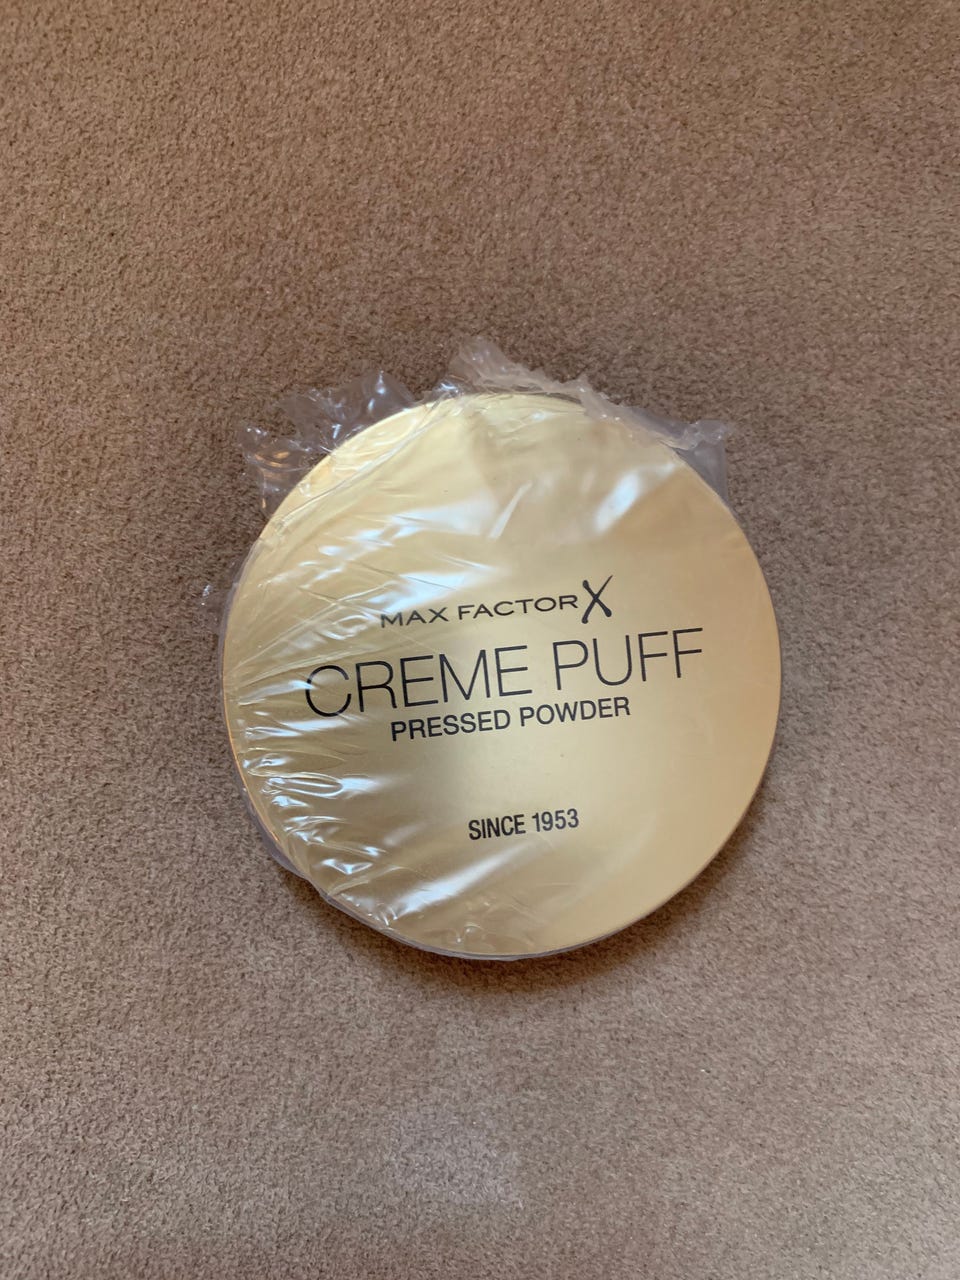 MAX FACTOR X
CREME PUFF
PRESSED POWDER
SINCE 1953